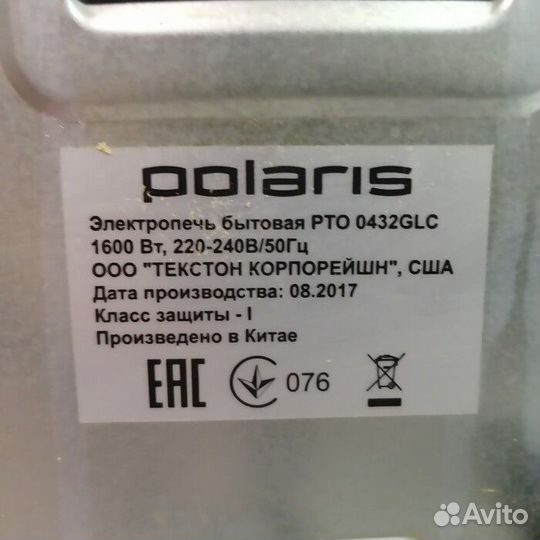 polaris
Электропечь бытовая PTO 0432GLC
1600 Вт, 220-240В/50Гц
ООО "ТЕКСТОН КОРПОРЕЙШН", США
Дата производства: 08.2017
Класс защиты - I
Произведено в Китае
EAC 076
Avito